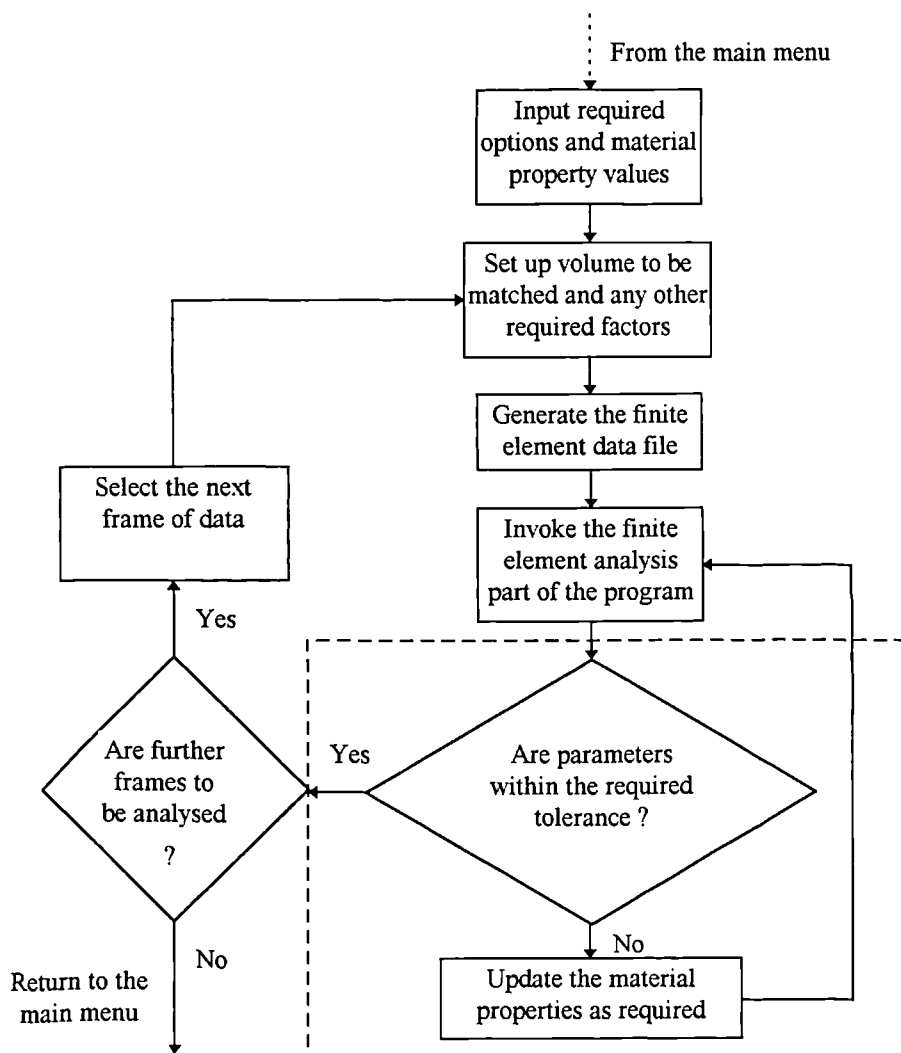 From the main menu
Input required
options and material
property values
Set up volume to be
matched and any other
required factors
Generate the finite
element data file
Select the next
frame of data
Invoke the finite
element analysis
part of the program
Yes
Are further
frames to
be analysed
?
Yes
Are parameters
within the required
tolerance ?
No
Update the material
properties as required
No
Return to the
main menu